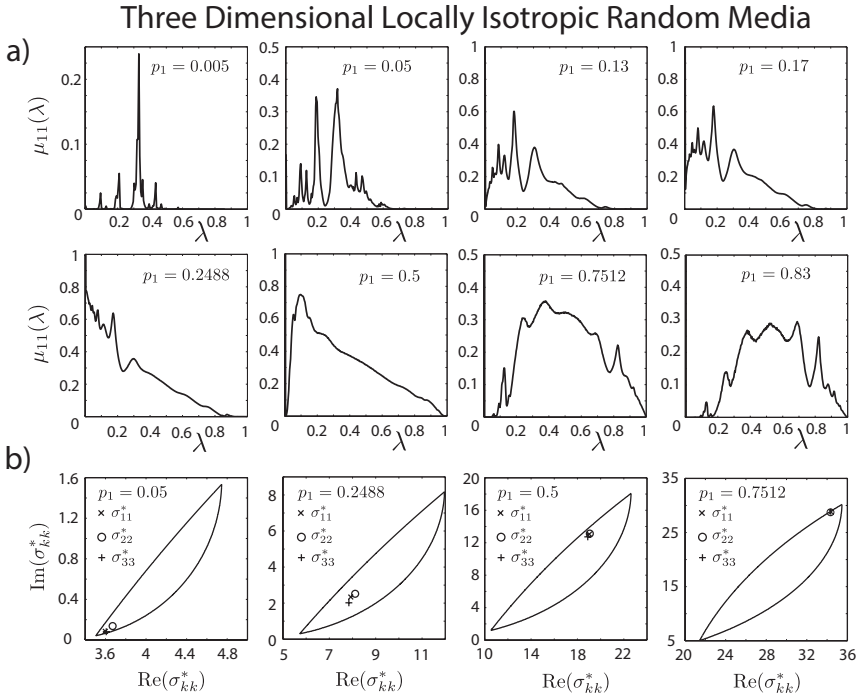 Three Dimensional Locally Isotropic Random Media
a)
p₁ = 0.005
p₁ = 0.05
p₁ = 0.13
p₁ = 0.17
μ₁₁(λ)
0.2
0.1
0
0.2 0.4 0.6 0.8 1
λ
0.5
0.4
0.3
0.2
0.1
0
0.2 0.4 0.6 0.8 1
λ
1
0.8
0.6
0.4
0.2
0
0.2 0.4 0.6 0.8 1
λ
1
0.8
0.6
0.4
0.2
0
0.2 0.4 0.6 0.8 1
λ
p₁ = 0.2488
p₁ = 0.5
p₁ = 0.7512
p₁ = 0.83
μ₁₁(λ)
1
0.8
0.6
0.4
0.2
0
0.2 0.4 0.6 0.8 1
λ
1
0.8
0.6
0.4
0.2
0
0.2 0.4 0.6 0.8 1
λ
0.5
0.4
0.3
0.2
0.1
0
0.2 0.4 0.6 0.8 1
λ
0.5
0.4
0.3
0.2
0.1
0
0.2 0.4 0.6 0.8 1
λ
b)
Im(σ*ₖₖ)
1.6
1.2
0.8
0.4
0
p₁ = 0.05
× σ*₁₁
○ σ*₂₂
+ σ*₃₃
3.6 4 4.4 4.8
Re(σ*ₖₖ)
8
6
4
2
0
p₁ = 0.2488
× σ*₁₁
○ σ*₂₂
+ σ*₃₃
5 7 9 11
Re(σ*ₖₖ)
20
16
12
8
4
0
p₁ = 0.5
× σ*₁₁
○ σ*₂₂
+ σ*₃₃
10 14 18 22
Re(σ*ₖₖ)
35
25
15
5
p₁ = 0.7512
× σ*₁₁
○ σ*₂₂
+ σ*₃₃
20 24 28 32 36
Re(σ*ₖₖ)